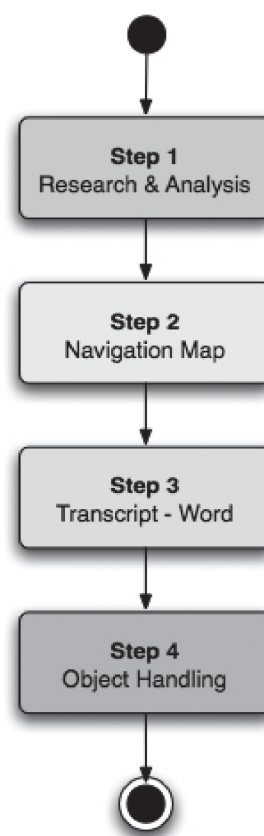 Step 1
Research & Analysis
Step 2
Navigation Map
Step 3
Transcript - Word
Step 4
Object Handling